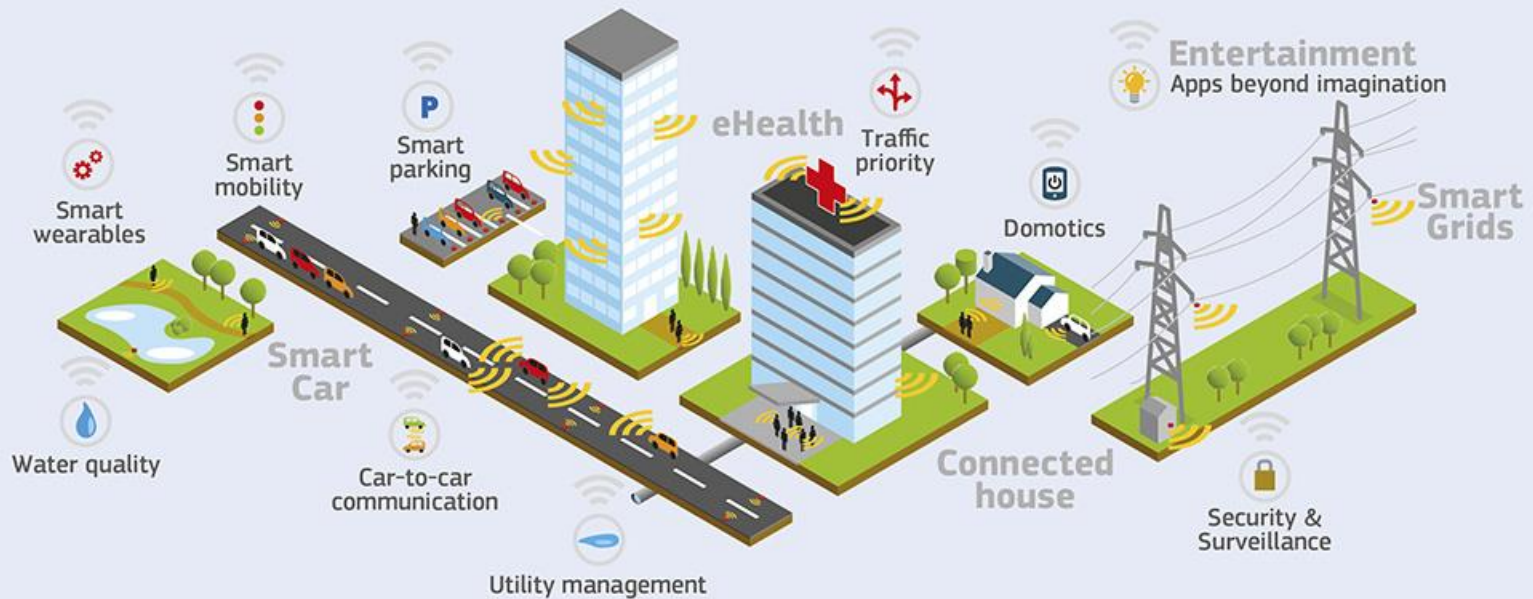 Entertainment
Apps beyond imagination
eHealth
Traffic
priority
P
Smart
parking
Smart
mobility
Smart
wearables
Domotics
Smart
Grids
Smart
Car
Water quality
Car-to-car
communication
Connected
house
Security &
Surveillance
Utility management